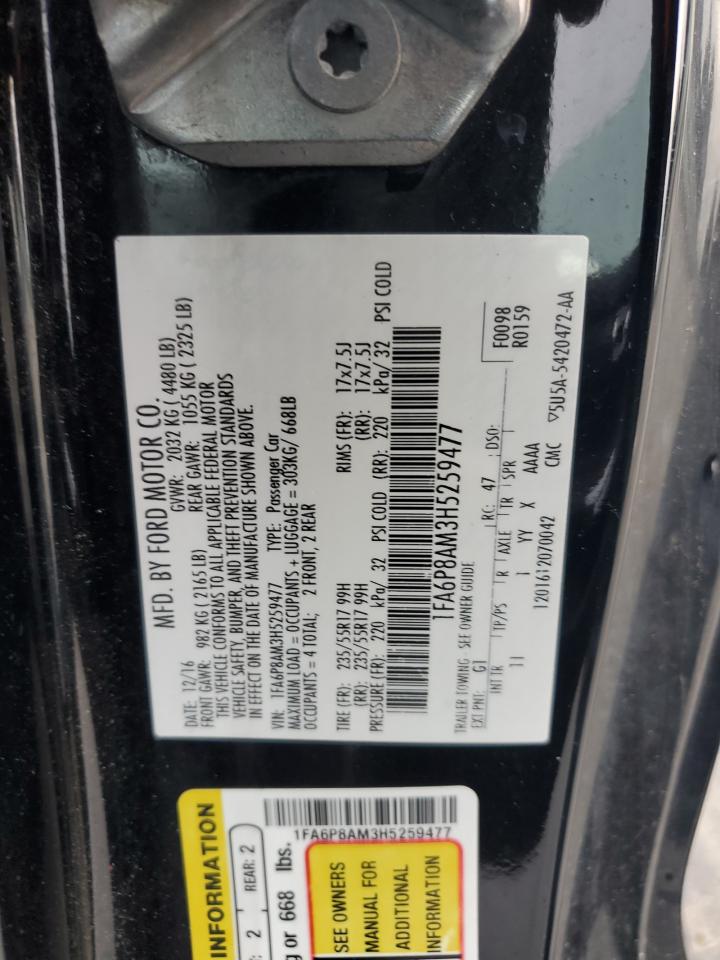 MFD. BY FORD MOTOR CO.
DATE: 12/16 GVWR: 2032 KG ( 4480 LB)
FRONT GAWR: 982 KG ( 2165 LB) REAR GAWR: 1055 KG ( 2325 LB)
THIS VEHICLE CONFORMS TO ALL APPLICABLE FEDERAL MOTOR
VEHICLE SAFETY, BUMPER, AND THEFT PREVENTION STANDARDS
IN EFFECT ON THE DATE OF MANUFACTURE SHOWN ABOVE.
VIN: 1FA6P8AM3H5259477 TYPE: Passenger Car
MAXIMUM LOAD = OCCUPANTS + LUGGAGE = 303KG/ 668LB
OCCUPANTS = 4 TOTAL; 2 FRONT, 2 REAR
TIRE (FR): 235/55R17 99H RIMS (FR): 17x7.5J
(RR): 235/55R17 99H (RR): 17x7.5J
PRESSURE (FR): 220 kPa/ 32 PSI COLD (RR): 220 kPa/ 32 PSI COLD
1FA6P8AM3H5259477
TRAILER TOWING - SEE OWNER GUIDE
F0098
EXT PNT: G1 RC: 47 DSO: R0159
INT TR TP/PS R AXLE TR SPR
11 I YY X AAAA
1201612070042 CMC ▽5U5A-5420472-AA
INFORMATION
: 2 REAR: 2
g or 668 lbs.
1FA6P8AM3H5259477
SEE OWNERS
MANUAL FOR
ADDITIONAL
INFORMATION